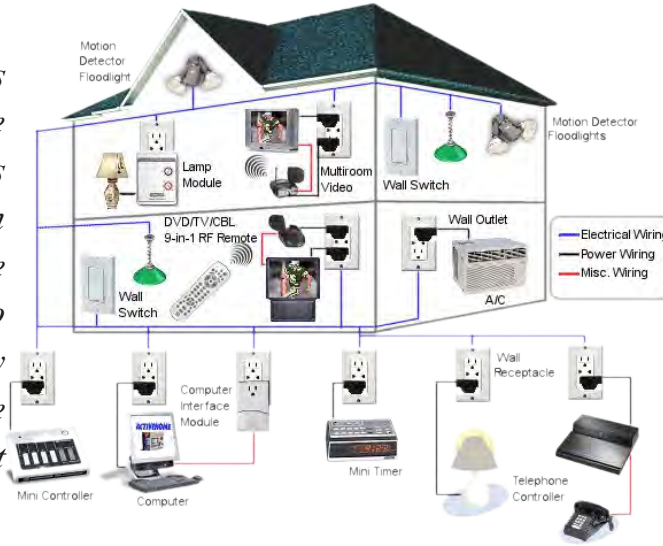 Motion
Detector
Floodlight
Motion Detector
Floodlights
Lamp
Module
Multiroom
Video
Wall Switch
DVD/TV/CBL
9-in-1 RF Remote
Wall Outlet
Electrical Wiring
Power Wiring
Misc. Wiring
Wall
Switch
A/C
Computer
Interface
Module
Wall
Receptacle
ACTIVEHOME
Mini Controller
Computer
Mini Timer
Telephone
Controller